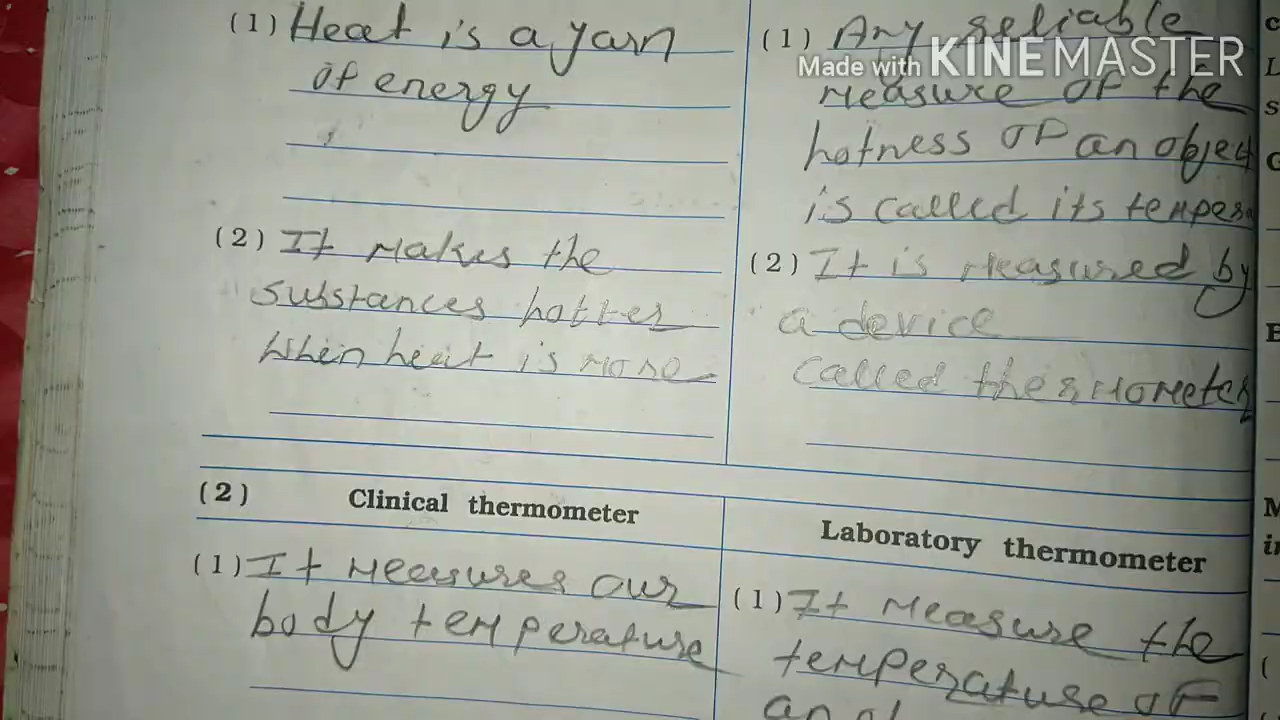 (1) Heat is a yarn
of energy
(2) It Makes the
substances hotter
when heat is more
(1) Any reliable
Made with KINEMASTER
Measure of the
hotness of an object
is called its tempera
(2) It is Measured by
a device
called thermometer
(2) Clinical thermometer
Laboratory thermometer
(1) It Measures our
body temperature
(1) It Measure the
temperature of
L
E